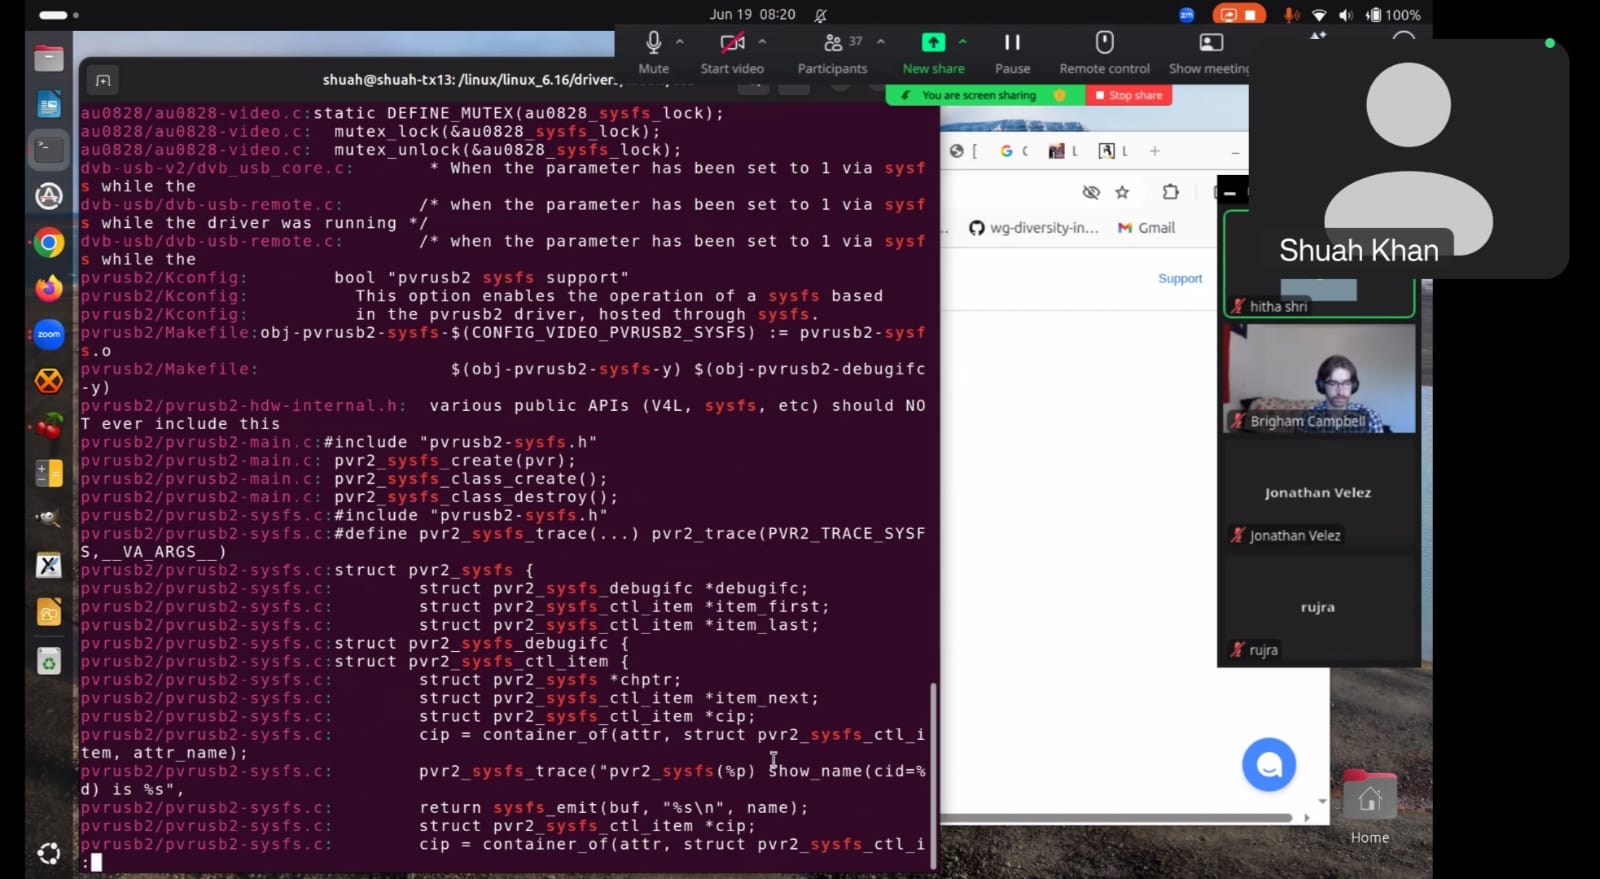 Jun 19 08:20
zm
100%
Mute
Start video
37
Participants
New share
Pause
Remote control
Show meeting
You are screen sharing
Stop share
shuah@shuah-tx13: /linux/linux_6.16/drivers
au0828/au0828-video.c:static DEFINE_MUTEX(au0828_sysfs_lock);
au0828/au0828-video.c:  mutex_lock(&au0828_sysfs_lock);
au0828/au0828-video.c:  mutex_unlock(&au0828_sysfs_lock);
dvb-usb-v2/dvb_usb_core.c:       * When the parameter has been set to 1 via sysf
s while the
dvb-usb/dvb-usb-remote.c:       /* when the parameter has been set to 1 via sysf
s while the driver was running */
dvb-usb/dvb-usb-remote.c:       /* when the parameter has been set to 1 via sysf
s while the
pvrusb2/Kconfig:        bool "pvrusb2 sysfs support"
pvrusb2/Kconfig:          This option enables the operation of a sysfs based
pvrusb2/Kconfig:          in the pvrusb2 driver, hosted through sysfs.
pvrusb2/Makefile:obj-pvrusb2-sysfs-$(CONFIG_VIDEO_PVRUSB2_SYSFS) := pvrusb2-sysf
s.o
pvrusb2/Makefile:                  $(obj-pvrusb2-sysfs-y) $(obj-pvrusb2-debugifc
-y)
pvrusb2/pvrusb2-hdw-internal.h:  various public APIs (V4L, sysfs, etc) should NO
T ever include this
pvrusb2/pvrusb2-main.c:#include "pvrusb2-sysfs.h"
pvrusb2/pvrusb2-main.c: pvr2_sysfs_create(pvr);
pvrusb2/pvrusb2-main.c: pvr2_sysfs_class_create();
pvrusb2/pvrusb2-main.c: pvr2_sysfs_class_destroy();
pvrusb2/pvrusb2-sysfs.c:#include "pvrusb2-sysfs.h"
pvrusb2/pvrusb2-sysfs.c:#define pvr2_sysfs_trace(...) pvr2_trace(PVR2_TRACE_SYSF
S,__VA_ARGS__)
pvrusb2/pvrusb2-sysfs.c:struct pvr2_sysfs {
pvrusb2/pvrusb2-sysfs.c:        struct pvr2_sysfs_debugifc *debugifc;
pvrusb2/pvrusb2-sysfs.c:        struct pvr2_sysfs_ctl_item *item_first;
pvrusb2/pvrusb2-sysfs.c:        struct pvr2_sysfs_ctl_item *item_last;
pvrusb2/pvrusb2-sysfs.c:struct pvr2_sysfs_debugifc {
pvrusb2/pvrusb2-sysfs.c:struct pvr2_sysfs_ctl_item {
pvrusb2/pvrusb2-sysfs.c:        struct pvr2_sysfs *chptr;
pvrusb2/pvrusb2-sysfs.c:        struct pvr2_sysfs_ctl_item *item_next;
pvrusb2/pvrusb2-sysfs.c:        struct pvr2_sysfs_ctl_item *cip;
pvrusb2/pvrusb2-sysfs.c:        cip = container_of(attr, struct pvr2_sysfs_ctl_i
tem, attr_name);
pvrusb2/pvrusb2-sysfs.c:        pvr2_sysfs_trace("pvr2_sysfs(%p) show_name(cid=%
d) is %s",
pvrusb2/pvrusb2-sysfs.c:        return sysfs_emit(buf, "%s\n", name);
pvrusb2/pvrusb2-sysfs.c:        struct pvr2_sysfs_ctl_item *cip;
pvrusb2/pvrusb2-sysfs.c:        cip = container_of(attr, struct pvr2_sysfs_ctl_i
:
zoom
wg-diversity-in...
Gmail
Support
Shuah Khan
hitha shri
Brigham Campbell
Jonathan Velez
Jonathan Velez
rujra
rujra
Home